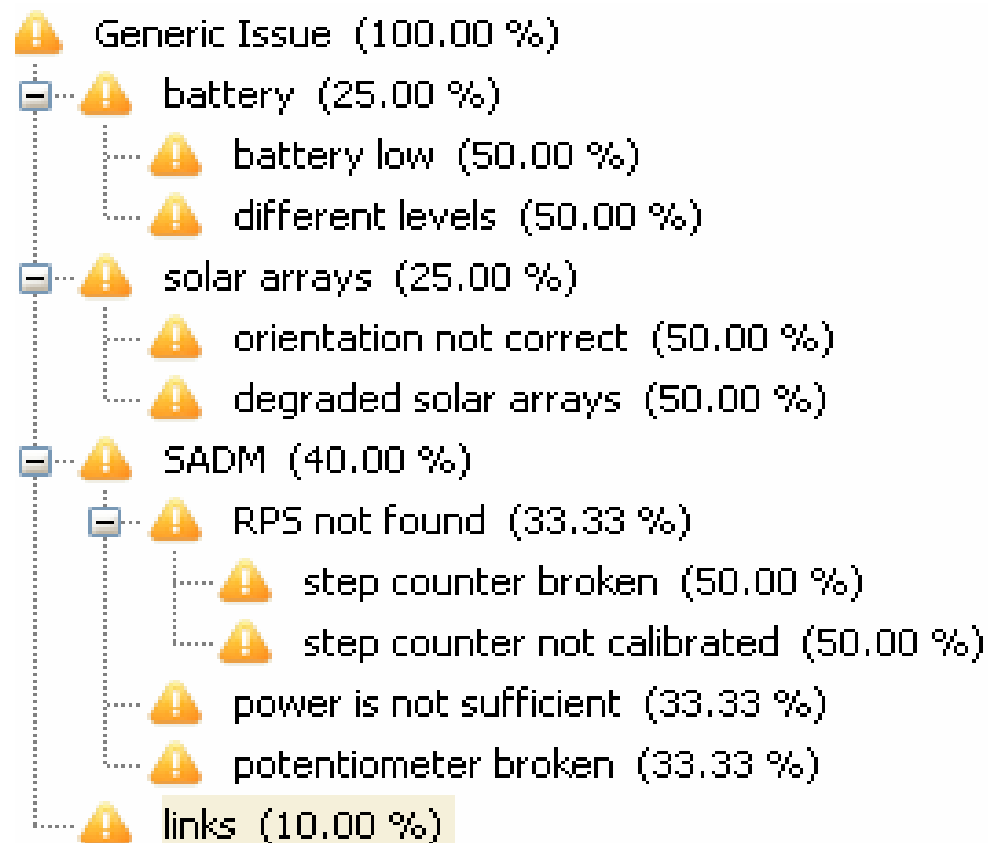 Generic Issue (100.00 %)
battery (25.00 %)
battery low (50.00 %)
different levels (50.00 %)
solar arrays (25.00 %)
orientation not correct (50.00 %)
degraded solar arrays (50.00 %)
SADM (40.00 %)
RPS not found (33.33 %)
step counter broken (50.00 %)
step counter not calibrated (50.00 %)
power is not sufficient (33.33 %)
potentiometer broken (33.33 %)
links (10.00 %)